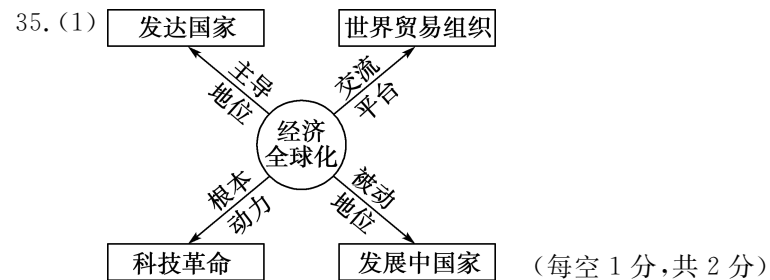 35.(1)
发达国家
世界贸易组织
主导
地位
交流
平台
经济
全球化
根本
动力
被动
地位
科技革命
发展中国家
(每空1分,共2分)